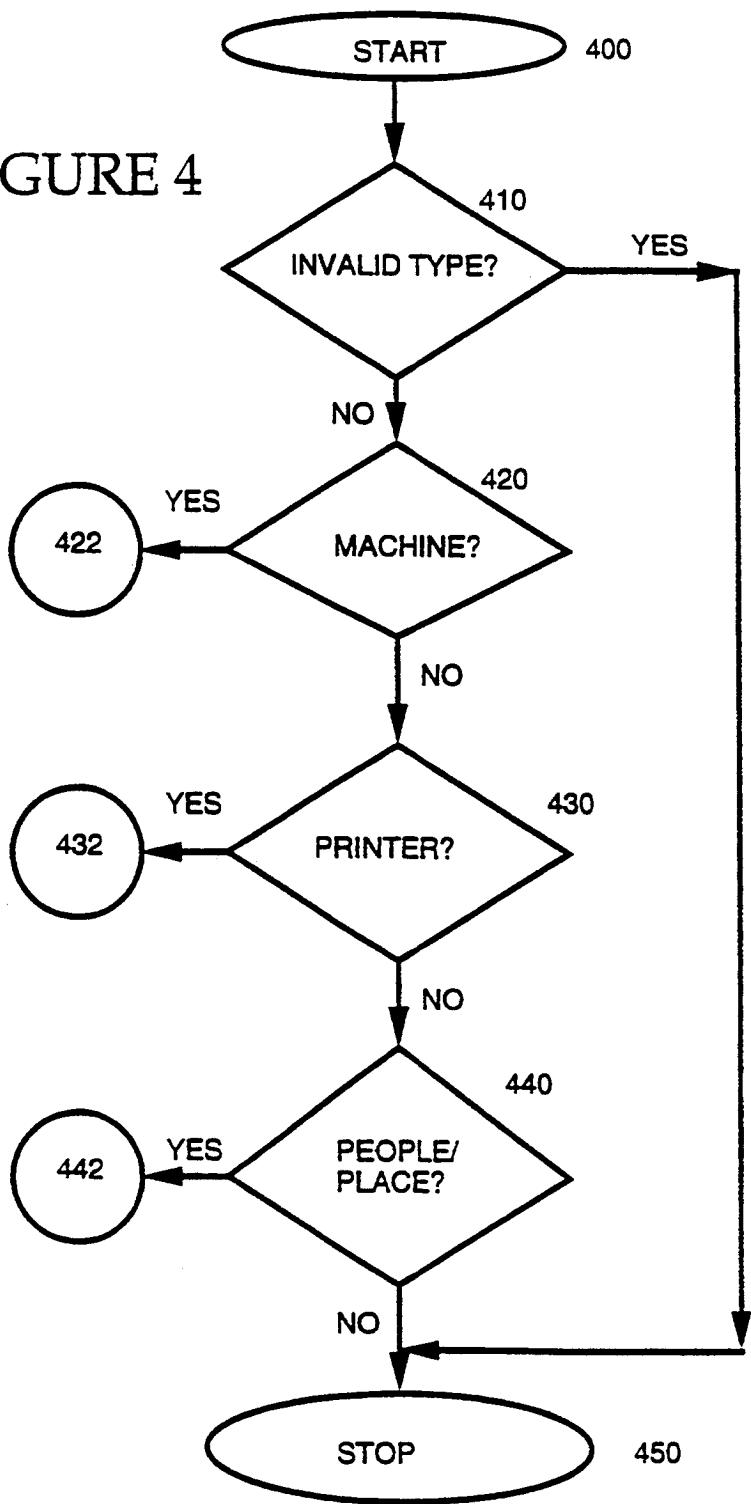 START 400
GURE 4
410
INVALID TYPE?
YES
NO
420
YES
422
MACHINE?
NO
YES
430
432
PRINTER?
NO
440
YES
442
PEOPLE/
PLACE?
NO
STOP 450